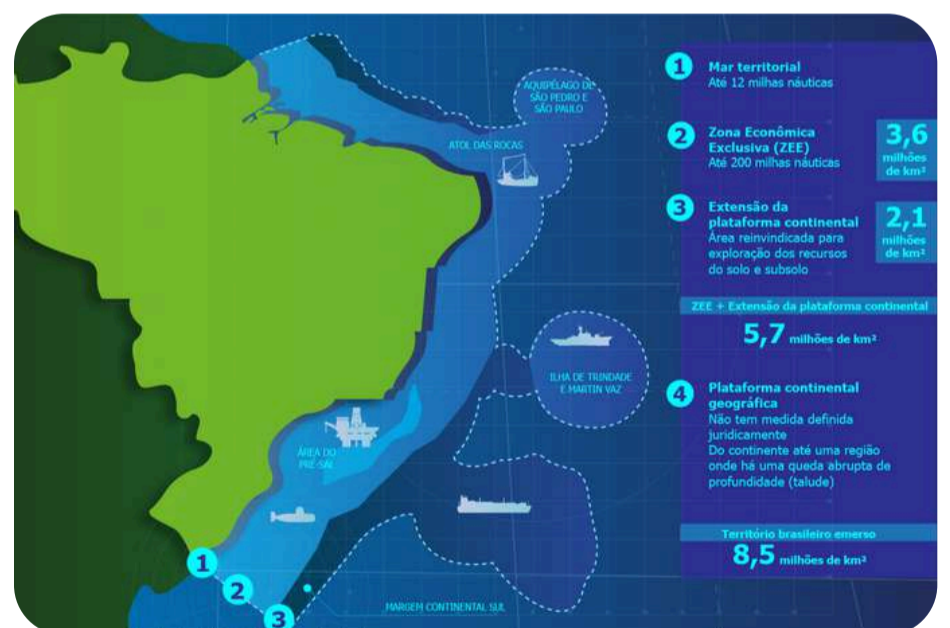 AQUIPÉLAGO DE
SÃO PEDRO E
SÃO PAULO
ATOL DAS ROCAS
ILHA DE TRINDADE
E MARTIN VAZ
ÁREA DO
PRÉ-SAL
MARGEM CONTINENTAL SUL
1
2
3
1
Mar territorial
Até 12 milhas náuticas
2
Zona Econômica
Exclusiva (ZEE)
Até 200 milhas náuticas
3,6
milhões
de km²
3
Extensão da
plataforma continental
Área reinvindicada para
exploração dos recursos
do solo e subsolo
2,1
milhões
de km²
ZEE + Extensão da plataforma continental
5,7 milhões de km²
4
Plataforma continental
geográfica
Não tem medida definida
juridicamente
Do continente até uma região
onde há uma queda abrupta de
profundidade (talude)
Território brasileiro emerso
8,5 milhões de km²